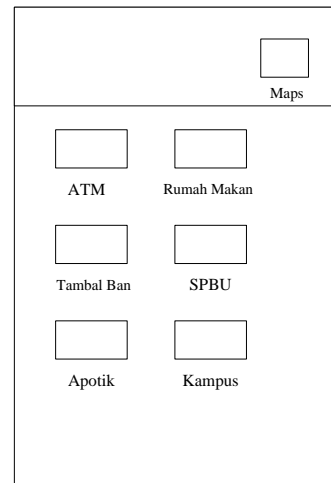 Maps
ATM
Rumah Makan
Tambal Ban
SPBU
Apotik
Kampus